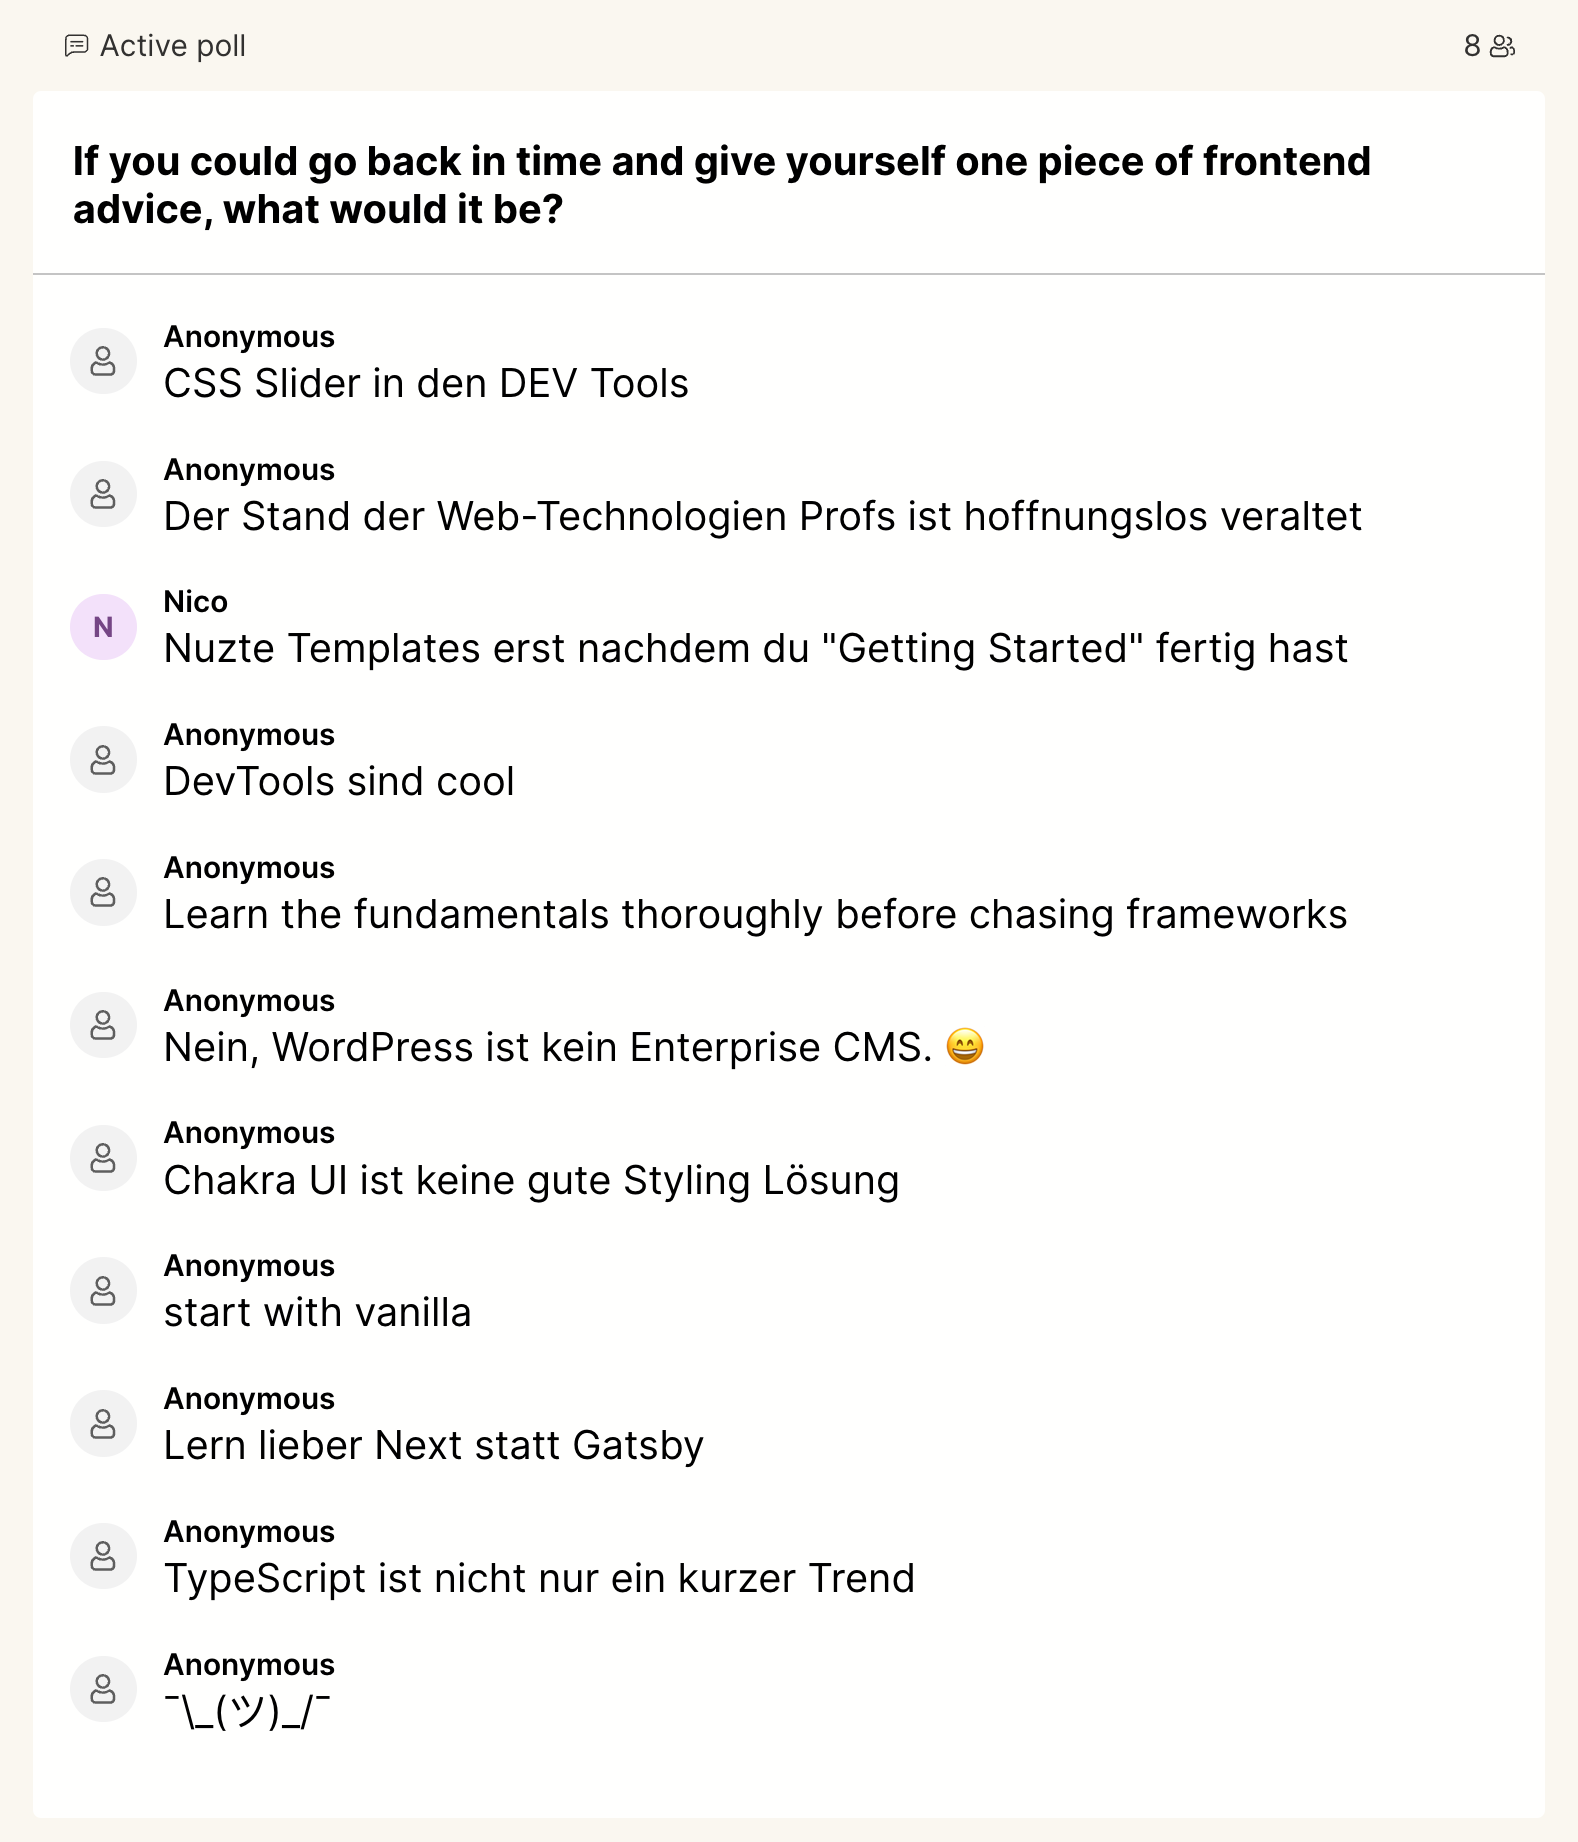 Active poll
8
If you could go back in time and give yourself one piece of frontend
advice, what would it be?
Anonymous
CSS Slider in den DEV Tools
Anonymous
Der Stand der Web-Technologien Profs ist hoffnungslos veraltet
N
Nico
Nuzte Templates erst nachdem du "Getting Started" fertig hast
Anonymous
DevTools sind cool
Anonymous
Learn the fundamentals thoroughly before chasing frameworks
Anonymous
Nein, WordPress ist kein Enterprise CMS. 😄
Anonymous
Chakra UI ist keine gute Styling Lösung
Anonymous
start with vanilla
Anonymous
Lern lieber Next statt Gatsby
Anonymous
TypeScript ist nicht nur ein kurzer Trend
Anonymous
¯\_(ツ)_/¯